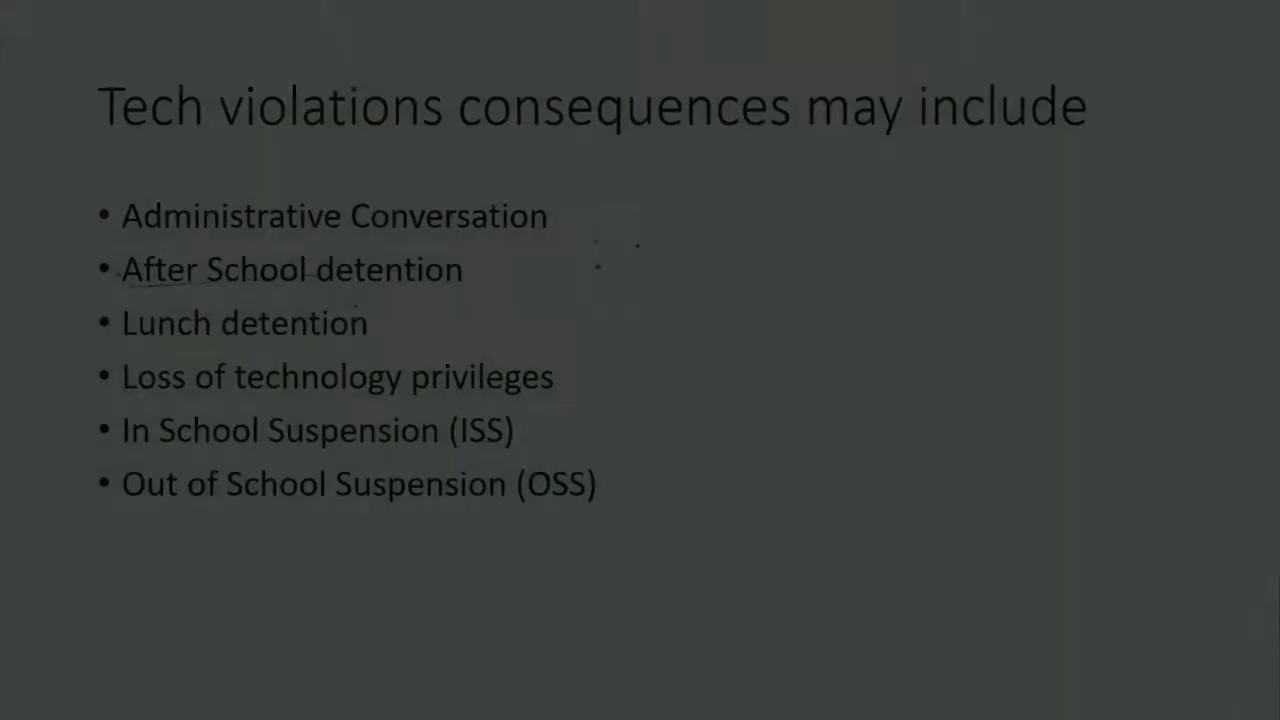 Tech violations consequences may include
• Administrative Conversation
• After School detention
• Lunch detention
• Loss of technology privileges
• In School Suspension (ISS)
• Out of School Suspension (OSS)